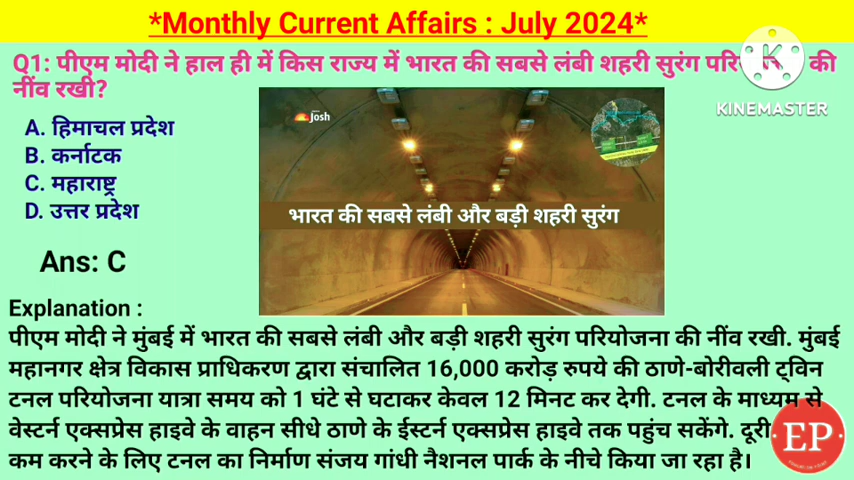 *Monthly Current Affairs : July 2024*
Q1: पीएम मोदी ने हाल ही में किस राज्य में भारत की सबसे लंबी शहरी सुरंग की
नींव रखी?
KINEMASTER
A. हिमाचल प्रदेश
B. कर्नाटक
C. महाराष्ट्र
D. उत्तर प्रदेश
josh
भारत की सबसे लंबी और बड़ी शहरी सुरंग
Ans: C
Explanation :
पीएम मोदी ने मुंबई में भारत की सबसे लंबी और बड़ी शहरी सुरंग परियोजना की नींव रखी. मुंबई
महानगर क्षेत्र विकास प्राधिकरण द्वारा संचालित 16,000 करोड़ रुपये की ठाणे-बोरीवली ट्विन
टनल परियोजना यात्रा समय को 1 घंटे से घटाकर केवल 12 मिनट कर देगी. टनल के माध्यम से
वेस्टर्न एक्सप्रेस हाइवे के वाहन सीधे ठाणे के ईस्टर्न एक्सप्रेस हाइवे तक पहुंच सकेंगे. दूरी
कम करने के लिए टनल का निर्माण संजय गांधी नैशनल पार्क के नीचे किया जा रहा है।
EP